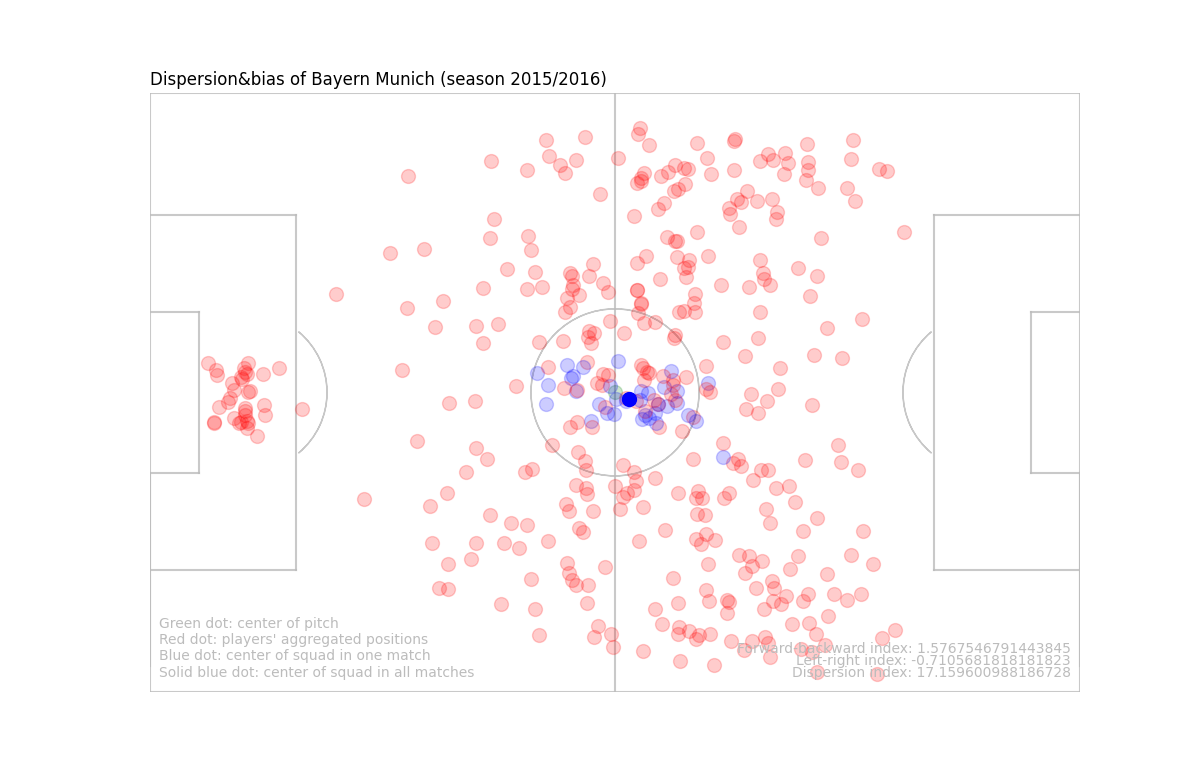 Dispersion&bias of Bayern Munich (season 2015/2016)
Green dot: center of pitch
Red dot: players' aggregated positions
Blue dot: center of squad in one match
Solid blue dot: center of squad in all matches
Forward-backward index: 1.5767546791443845
Left-right index: -0.7105681818181823
Dispersion index: 17.159600988186728